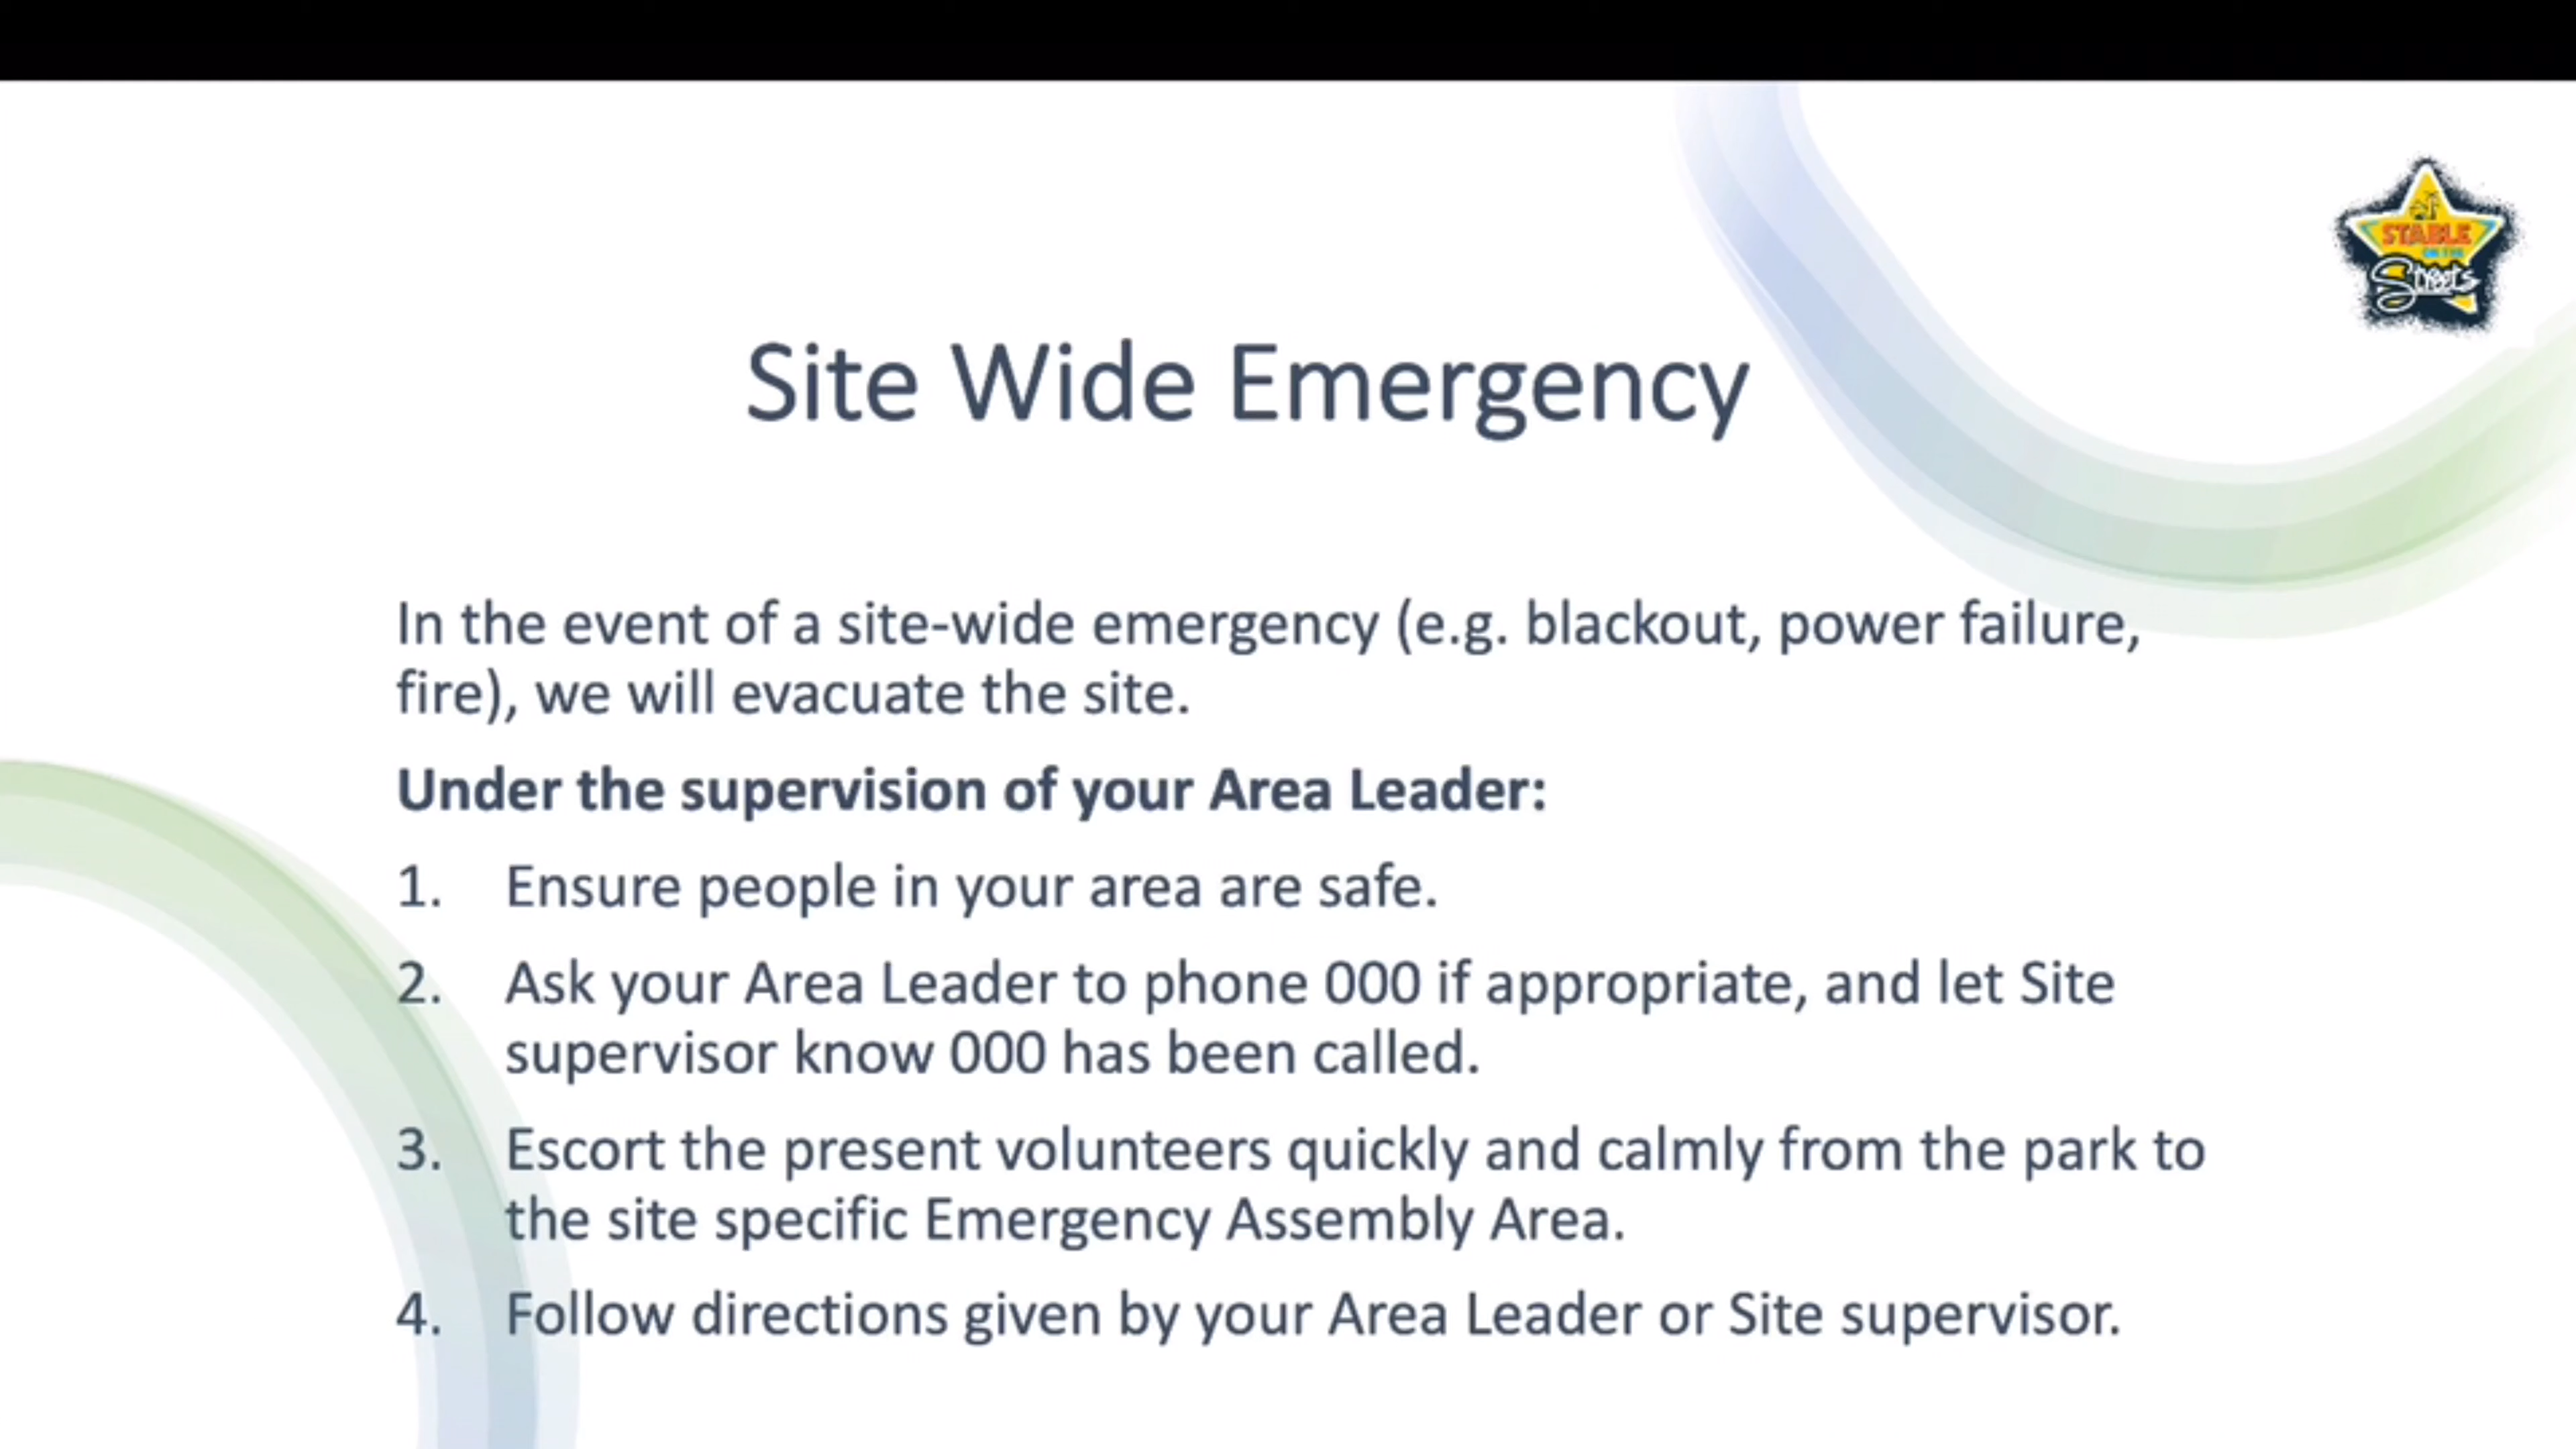 STABLE
ON THE
Streets
Site Wide Emergency
In the event of a site-wide emergency (e.g. blackout, power failure,
fire), we will evacuate the site.
Under the supervision of your Area Leader:
1. Ensure people in your area are safe.
2. Ask your Area Leader to phone 000 if appropriate, and let Site
supervisor know 000 has been called.
3. Escort the present volunteers quickly and calmly from the park to
the site specific Emergency Assembly Area.
4. Follow directions given by your Area Leader or Site supervisor.